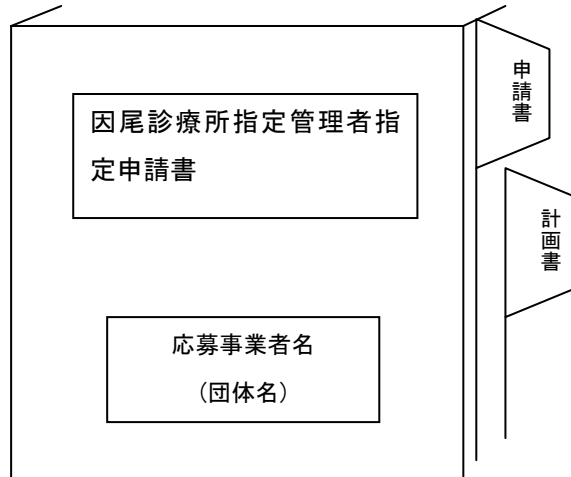 因尾診療所指定管理者指
定申請書
応募事業者名
（団体名）
申請書
計画書